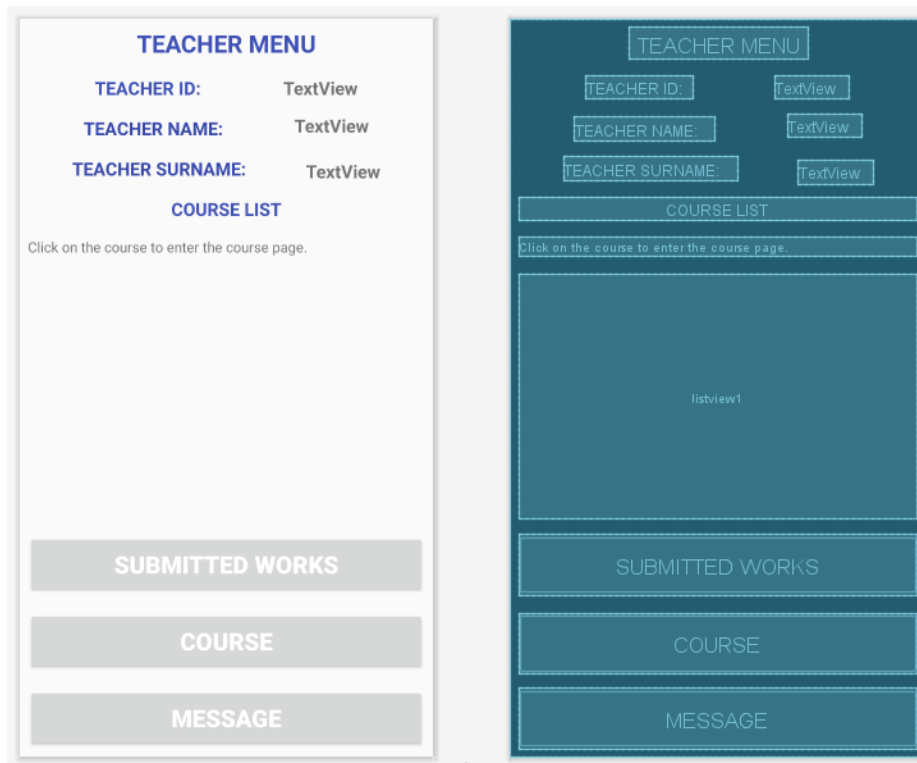 TEACHER MENU
TEACHER ID: TextView
TEACHER NAME: TextView
TEACHER SURNAME: TextView
COURSE LIST
Click on the course to enter the course page.
SUBMITTED WORKS
COURSE
MESSAGE
TEACHER MENU
TEACHER ID: TextView
TEACHER NAME: TextView
TEACHER SURNAME: TextView
COURSE LIST
Click on the course to enter the course page.
listview1
SUBMITTED WORKS
COURSE
MESSAGE